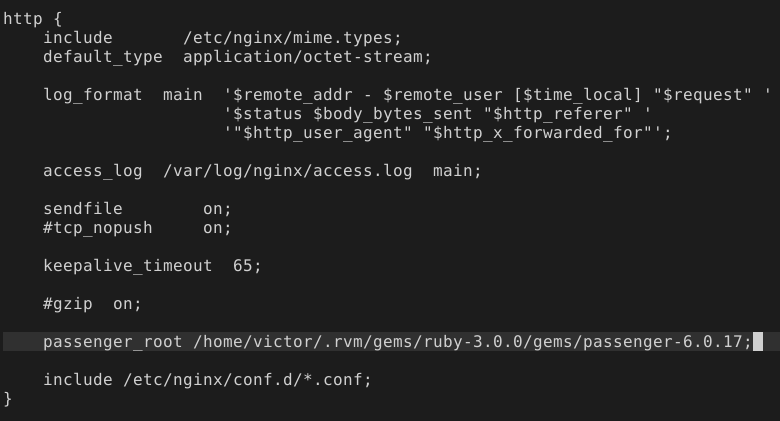 http {
    include       /etc/nginx/mime.types;
    default_type  application/octet-stream;

    log_format  main  '$remote_addr - $remote_user [$time_local] "$request" '
                      '$status $body_bytes_sent "$http_referer" '
                      '"$http_user_agent" "$http_x_forwarded_for"';

    access_log  /var/log/nginx/access.log  main;

    sendfile        on;
    #tcp_nopush     on;

    keepalive_timeout  65;

    #gzip  on;

    passenger_root /home/victor/.rvm/gems/ruby-3.0.0/gems/passenger-6.0.17;

    include /etc/nginx/conf.d/*.conf;
}